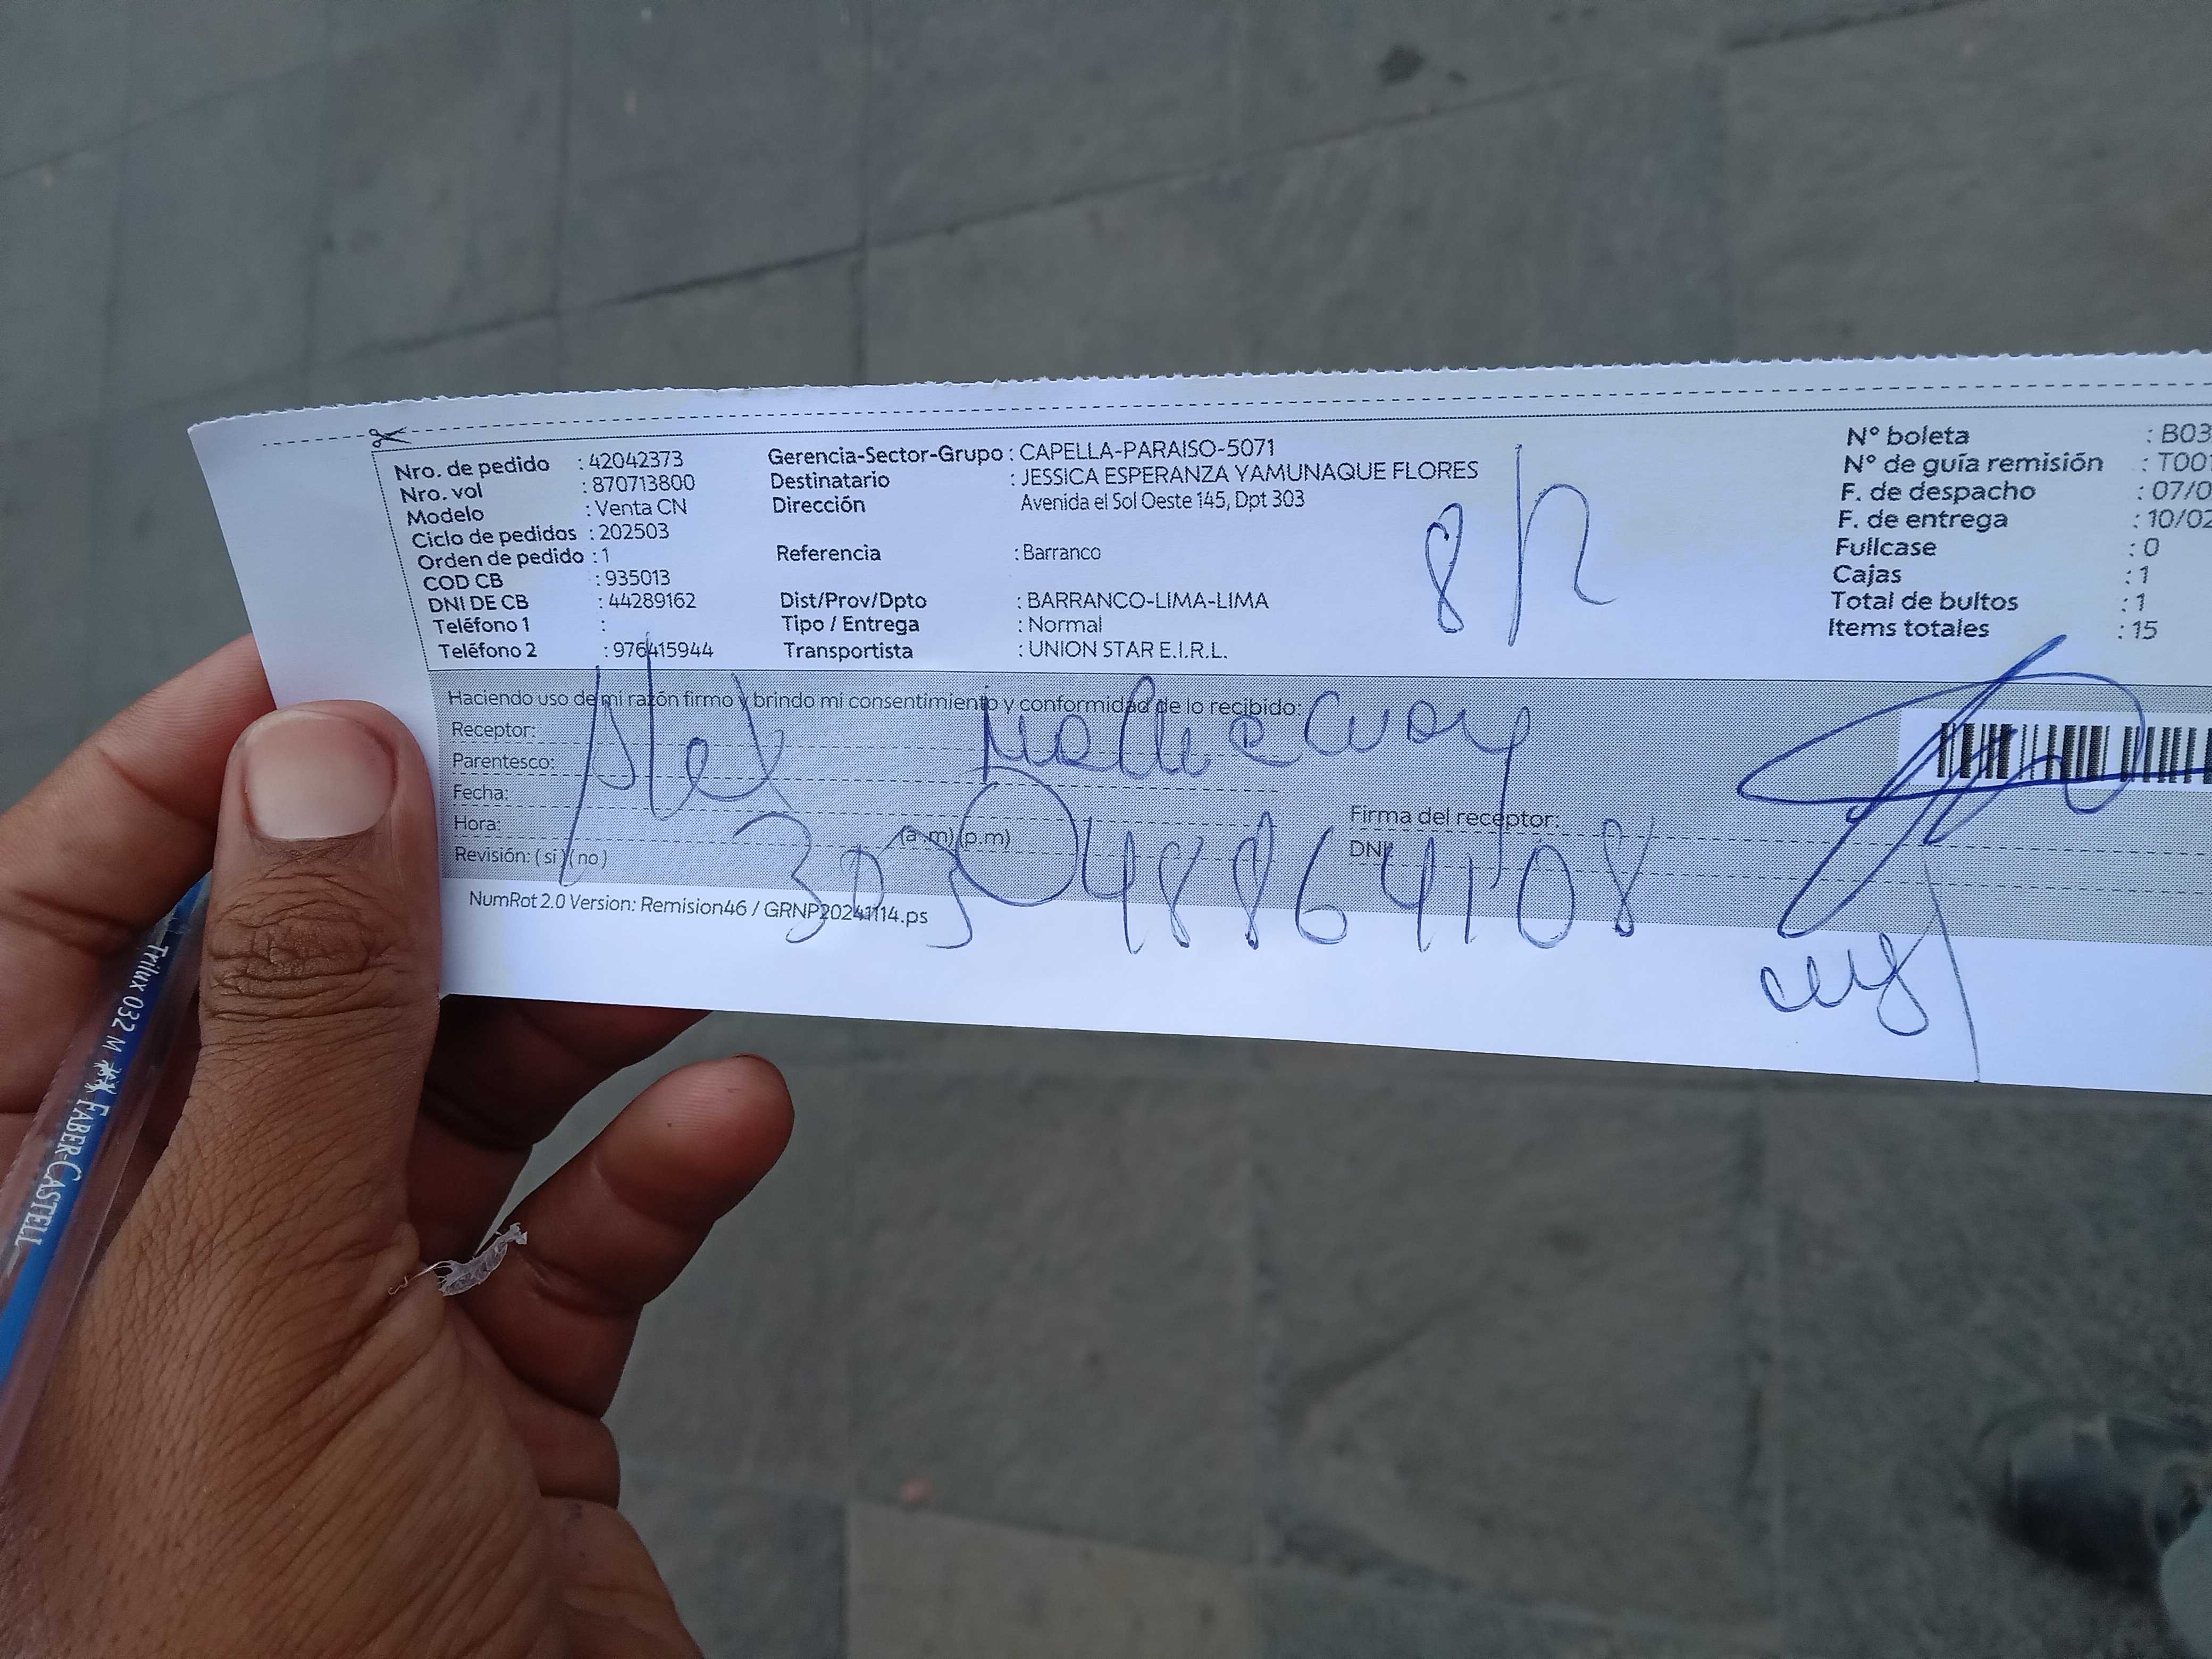 Nro. de pedido : 42042373
Nro. vol : 870713800
Modelo : Venta CN
Ciclo de pedidos : 202503
Orden de pedido : 1
COD CB : 935013
DNI DE CB : 44289162
Teléfono 1 :
Teléfono 2 : 976415944
Gerencia-Sector-Grupo : CAPELLA-PARAISO-5071
Destinatario : JESSICA ESPERANZA YAMUNAQUE FLORES
Dirección Avenida el Sol Oeste 145, Dpt 303
Referencia : Barranco
Dist/Prov/Dpto : BARRANCO-LIMA-LIMA
Tipo / Entrega : Normal
Transportista : UNION STAR E.I.R.L.
N° boleta : B03
N° de guía remisión : T001
F. de despacho : 07/0
F. de entrega : 10/02
Fullcase : 0
Cajas : 1
Total de bultos : 1
Items totales : 15
Haciendo uso de mi razón firmo y brindo mi consentimiento y conformidad de lo recibido:
Receptor:
Parentesco:
Fecha:
Hora: (a.m) (p.m)
Revisión: ( si ) ( no )
Firma del receptor:
DNI:
Alex
303
NumRot 2.0 Version: Remision46 / GRNP20241114.ps
Trilux 032 M FABER-CASTELL